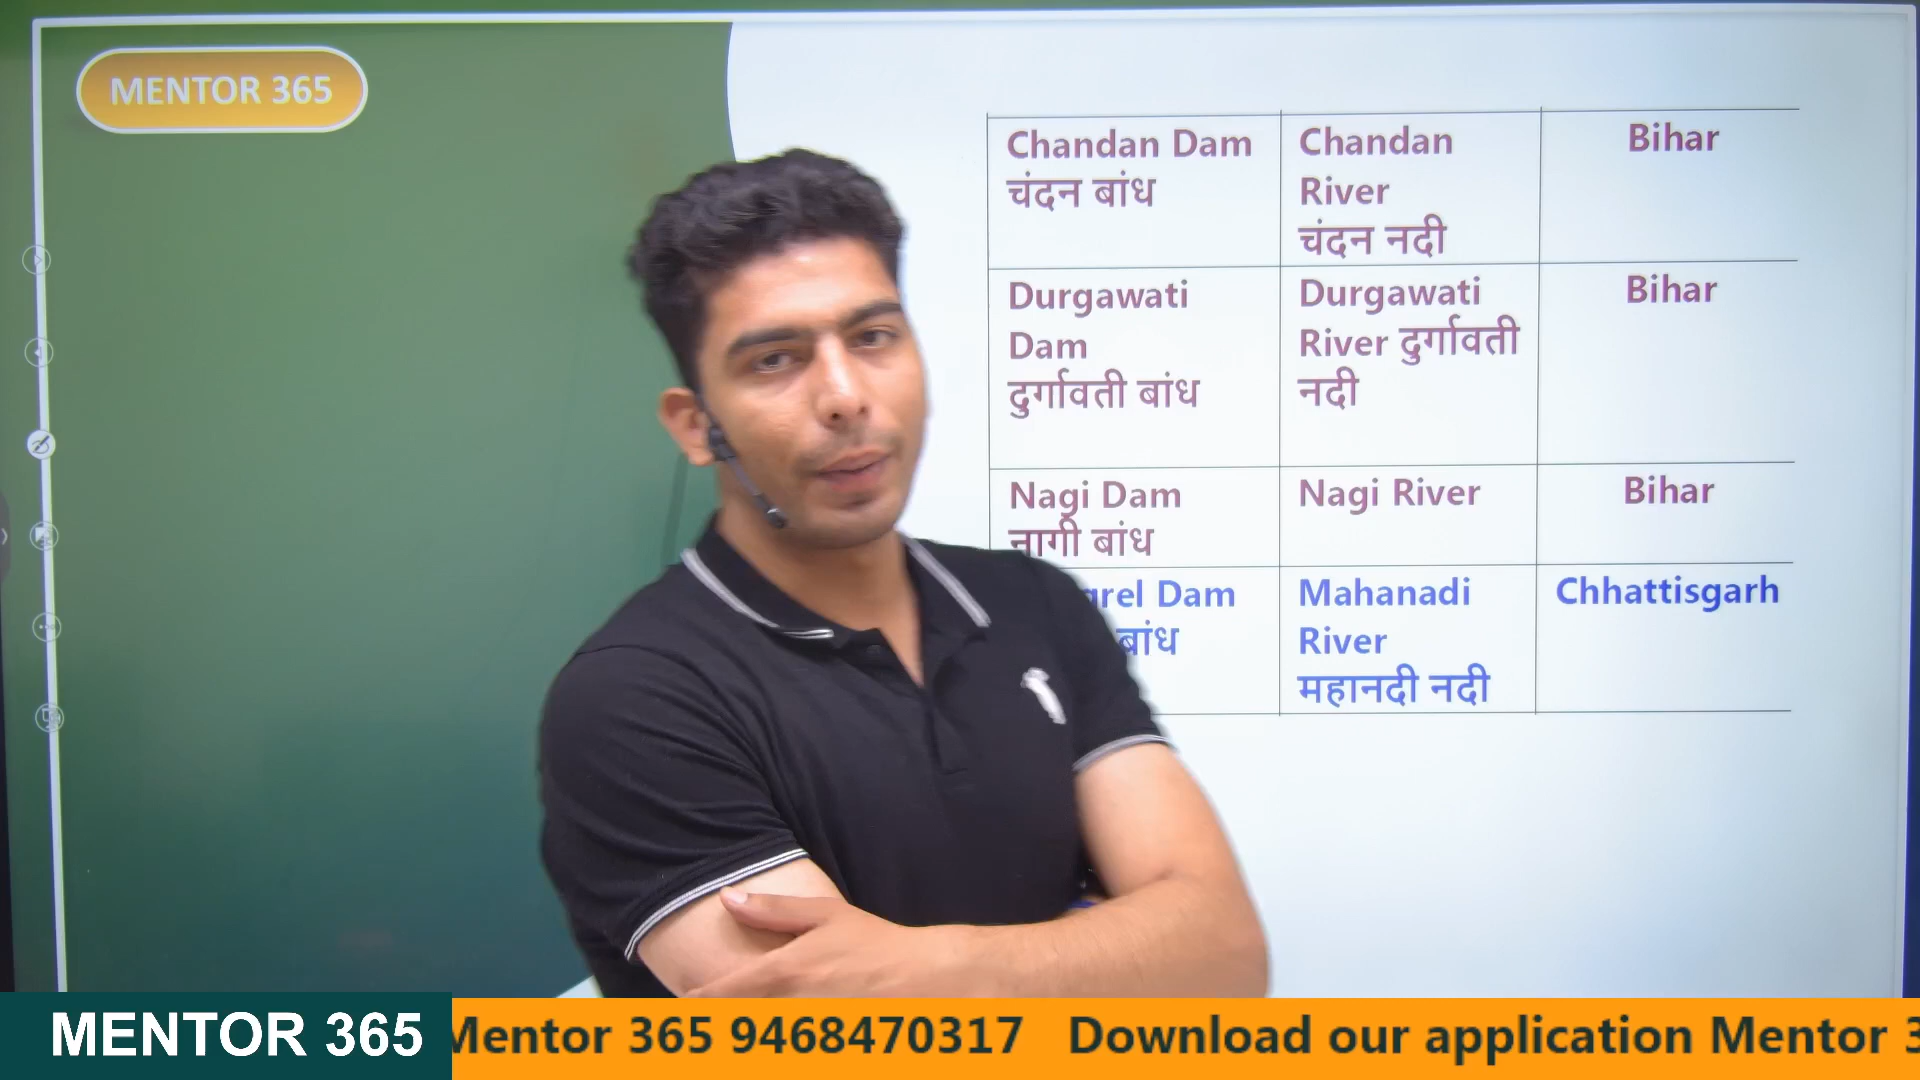 MENTOR 365
Chandan Dam
चंदन बांध
Chandan
River
चंदन नदी
Bihar
Durgawati
Dam
दुर्गावती बांध
Durgawati
River दुर्गावती
नदी
Bihar
Nagi Dam
नागी बांध
Nagi River
Bihar
Dam
बांध
Mahanadi
River
महानदी नदी
Chhattisgarh
MENTOR 365
Mentor 365 9468470317 Download our application Mentor